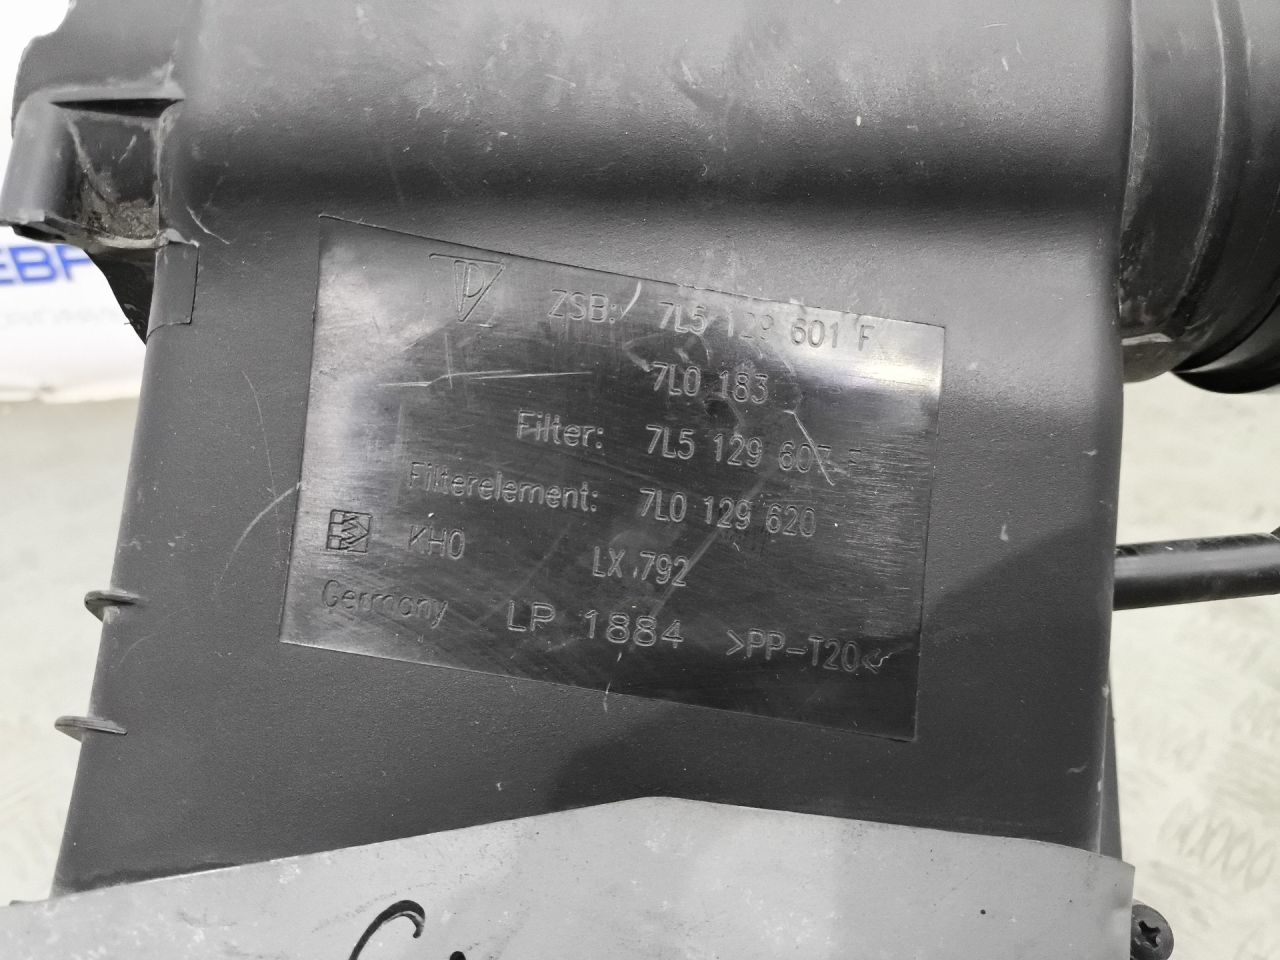 ZSB: 7L5 129 601 F
7L0 183
Filter: 7L5 129 607 F
Filterelement: 7L0 129 620
KHO LX 792
Germany LP 1884 >PP-T20<